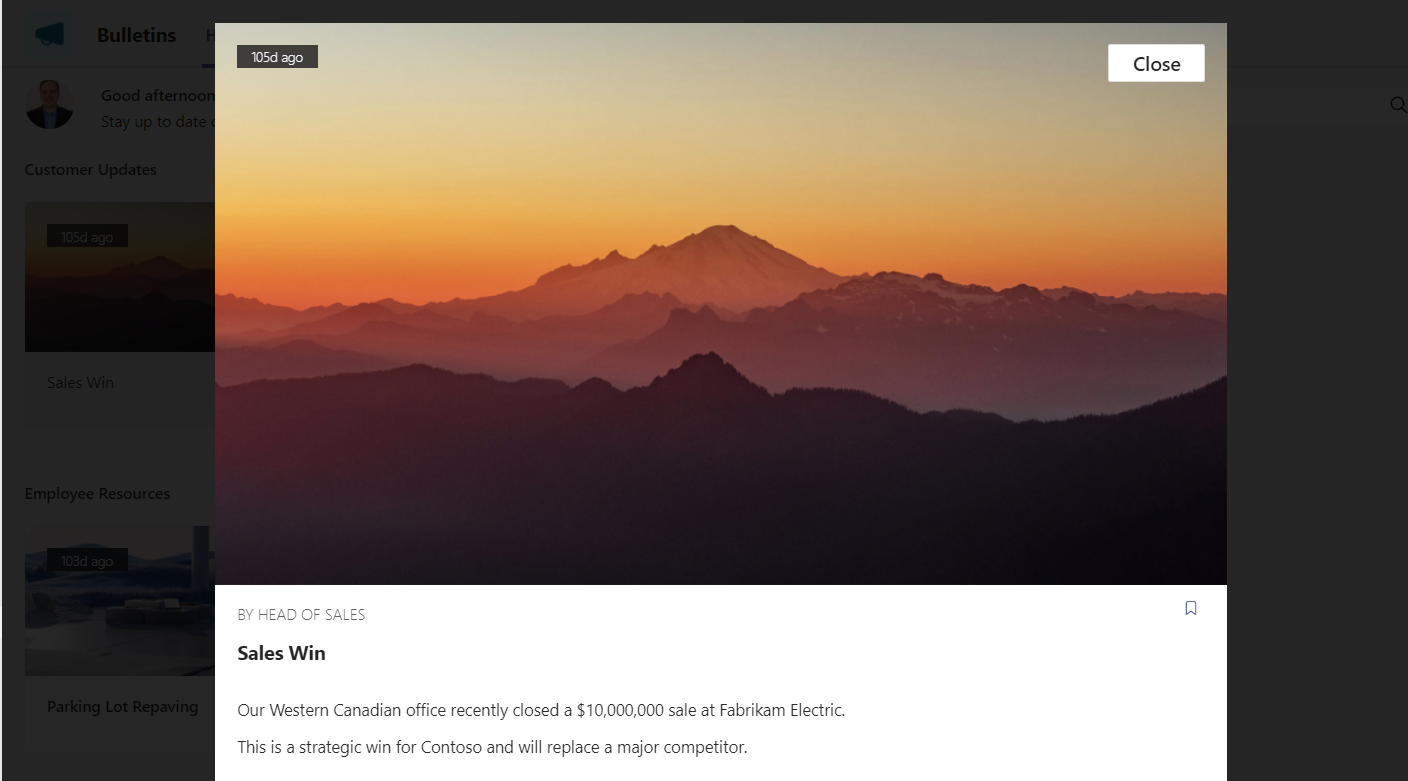 Bulletins
Good afternoon
Stay up to date
Customer Updates
105d ago
Sales Win
Employee Resources
103d ago
Parking Lot Repaving
105d ago
Close
BY HEAD OF SALES
Sales Win
Our Western Canadian office recently closed a $10,000,000 sale at Fabrikam Electric.
This is a strategic win for Contoso and will replace a major competitor.